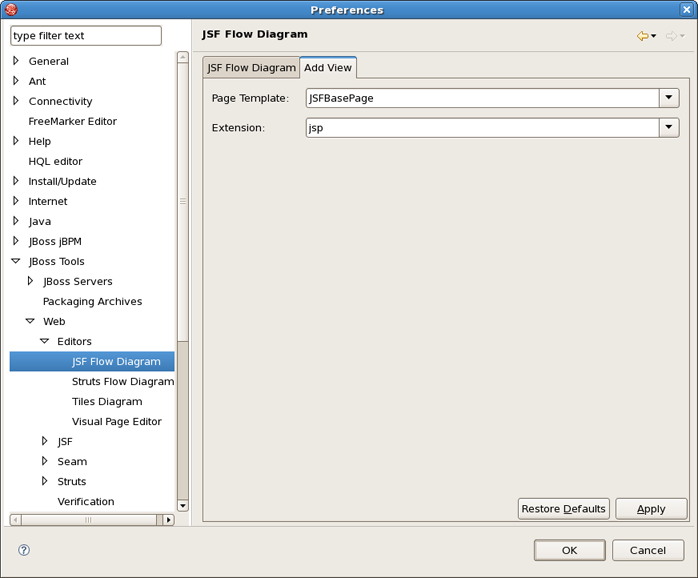 Preferences
type filter text
General
Ant
Connectivity
FreeMarker Editor
Help
HQL editor
Install/Update
Internet
Java
JBoss jBPM
JBoss Tools
JBoss Servers
Packaging Archives
Web
Editors
JSF Flow Diagram
Struts Flow Diagram
Tiles Diagram
Visual Page Editor
JSF
Seam
Struts
Verification
JSF Flow Diagram
JSF Flow Diagram Add View
Page Template: JSFBasePage
Extension: jsp
Restore Defaults Apply
? OK Cancel